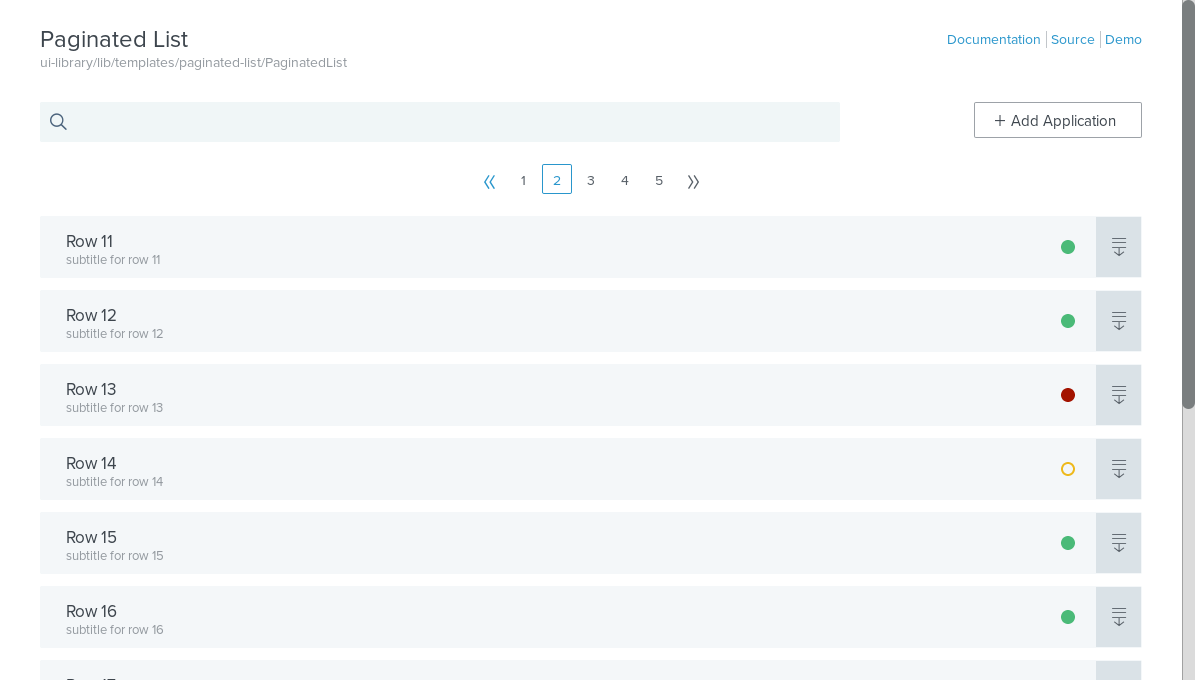 Paginated List
ui-library/lib/templates/paginated-list/PaginatedList
Documentation Source Demo
+ Add Application
« 1 2 3 4 5 »
Row 11
subtitle for row 11
Row 12
subtitle for row 12
Row 13
subtitle for row 13
Row 14
subtitle for row 14
Row 15
subtitle for row 15
Row 16
subtitle for row 16